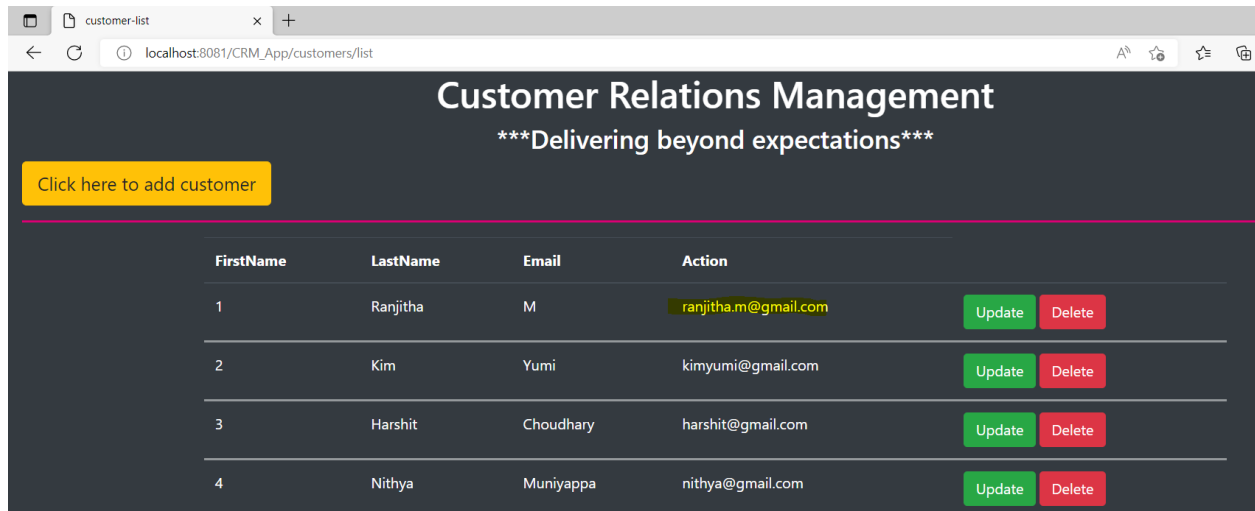 customer-list
localhost:8081/CRM_App/customers/list
Customer Relations Management
***Delivering beyond expectations***
Click here to add customer
FirstName LastName Email Action
1 Ranjitha M ranjitha.m@gmail.com Update Delete
2 Kim Yumi kimyumi@gmail.com Update Delete
3 Harshit Choudhary harshit@gmail.com Update Delete
4 Nithya Muniyappa nithya@gmail.com Update Delete